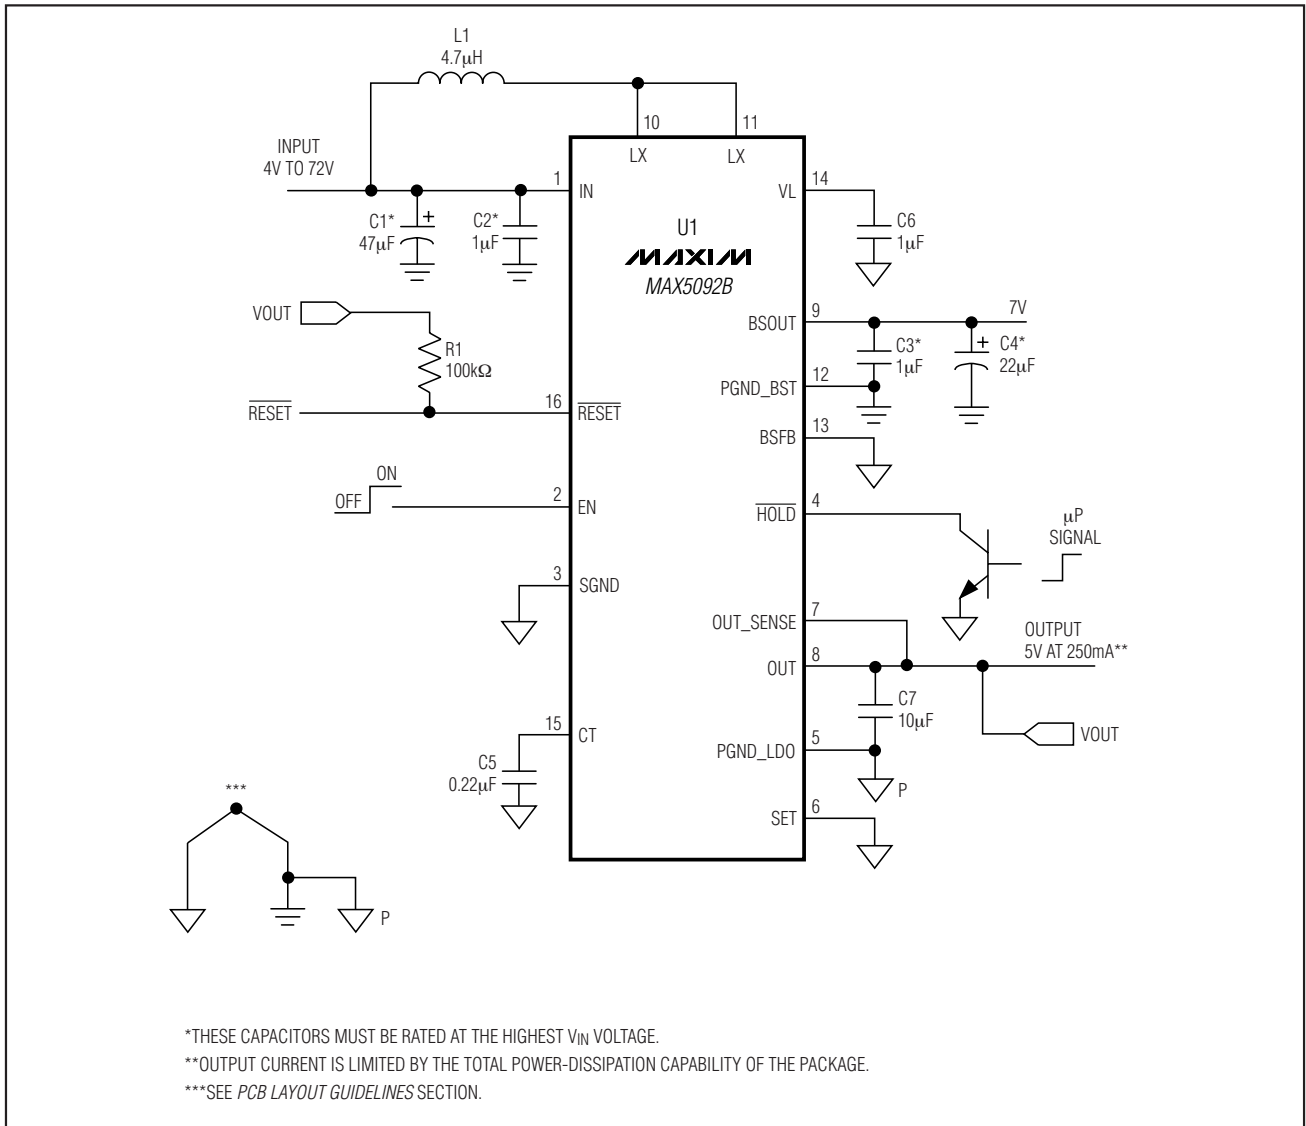 L1
4.7μH
10
11
LX
LX
INPUT
4V TO 72V
1
IN
14
VL
C1*
47μF
+
C2*
1μF
C6
1μF
U1
MAXIM
MAX5092B
VOUT
R1
100kΩ
9
BSOUT
7V
C3*
1μF
+
C4*
22μF
12
PGND_BST
RESET
16
RESET
13
BSFB
OFF
ON
2
EN
4
HOLD
μP
SIGNAL
3
SGND
7
OUT_SENSE
OUTPUT
5V AT 250mA**
8
OUT
C7
10μF
VOUT
15
CT
C5
0.22μF
5
PGND_LDO
P
6
SET
***
P
*THESE CAPACITORS MUST BE RATED AT THE HIGHEST VIN VOLTAGE.
**OUTPUT CURRENT IS LIMITED BY THE TOTAL POWER-DISSIPATION CAPABILITY OF THE PACKAGE.
***SEE PCB LAYOUT GUIDELINES SECTION.